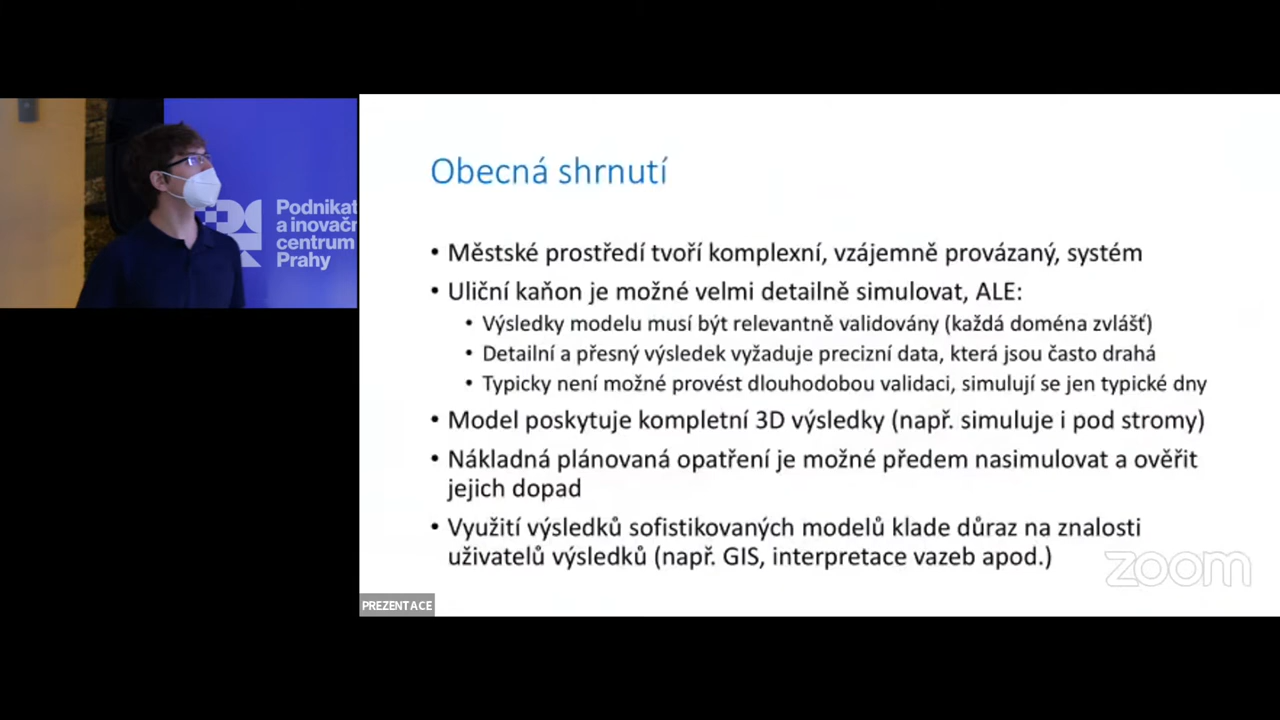 Podnikat
a inovačn
centrum
Prahy
Obecná shrnutí
• Městské prostředí tvoří komplexní, vzájemně provázaný, systém
• Uliční kaňon je možné velmi detailně simulovat, ALE:
• Výsledky modelu musí být relevantně validovány (každá doména zvlášť)
• Detailní a přesný výsledek vyžaduje precizní data, která jsou často drahá
• Typicky není možné provést dlouhodobou validaci, simulují se jen typické dny
• Model poskytuje kompletní 3D výsledky (např. simuluje i pod stromy)
• Nákladná plánovaná opatření je možné předem nasimulovat a ověřit
jejich dopad
• Využití výsledků sofistikovaných modelů klade důraz na znalosti
uživatelů výsledků (např. GIS, interpretace vazeb apod.)
zoom
PREZENTACE